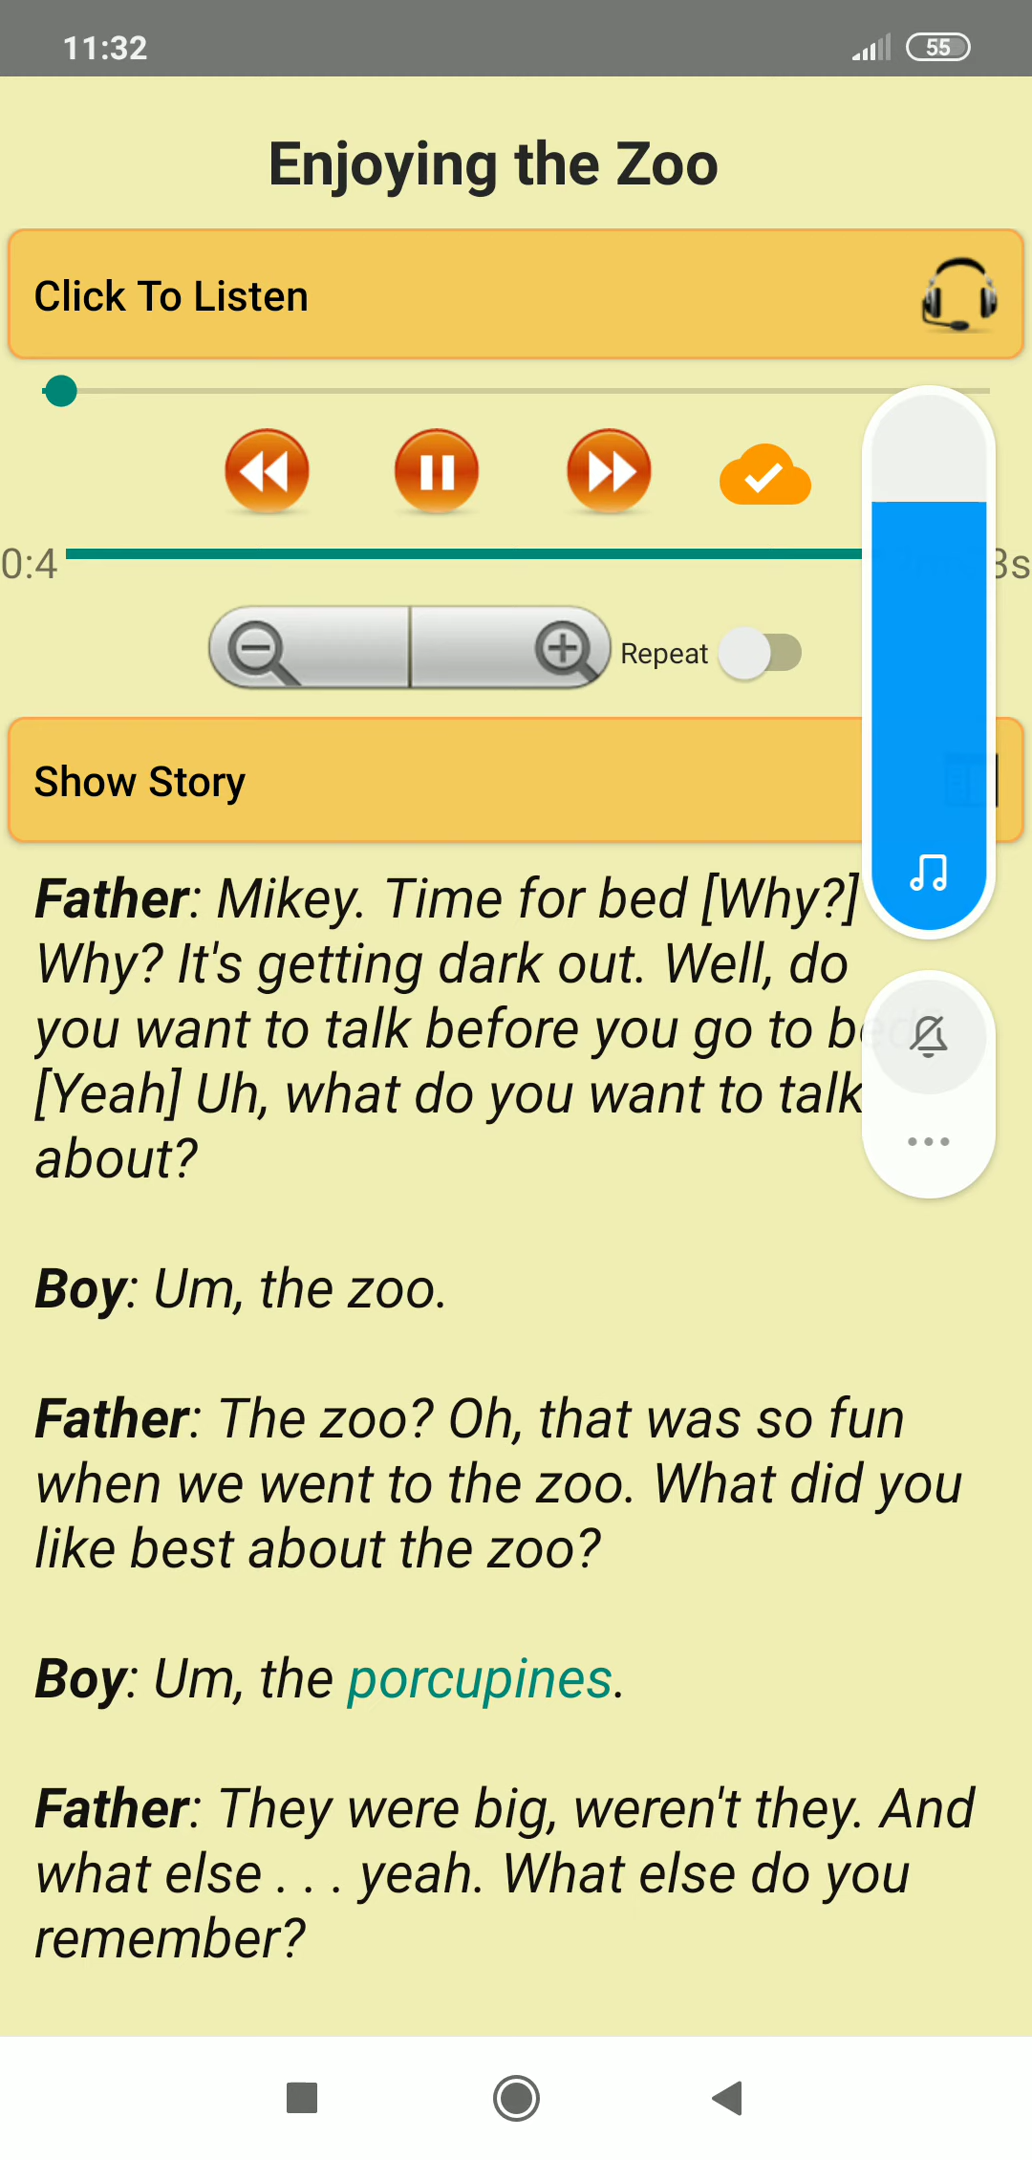 11:32
55
Enjoying the Zoo
Click To Listen
0:4
3s
Repeat
Show Story
Father: Mikey. Time for bed [Why?]
Why? It's getting dark out. Well, do
you want to talk before you go to bed
[Yeah] Uh, what do you want to talk
about?
Boy: Um, the zoo.
Father: The zoo? Oh, that was so fun
when we went to the zoo. What did you
like best about the zoo?
Boy: Um, the porcupines.
Father: They were big, weren't they. And
what else . . . yeah. What else do you
remember?